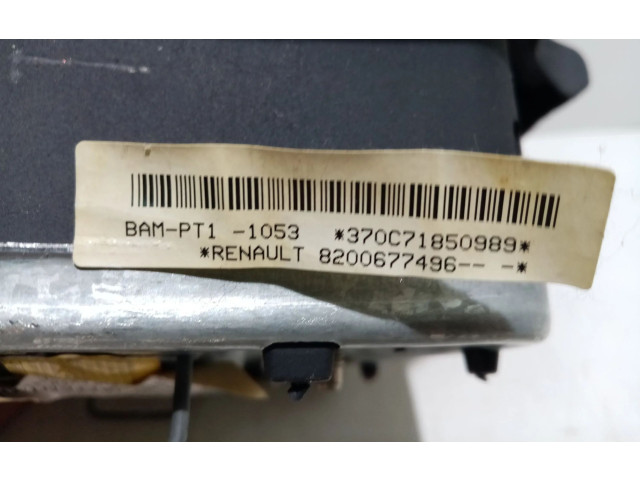 BAM-PT1 -1053 *370C71850989*
*RENAULT 8200677496-- -*